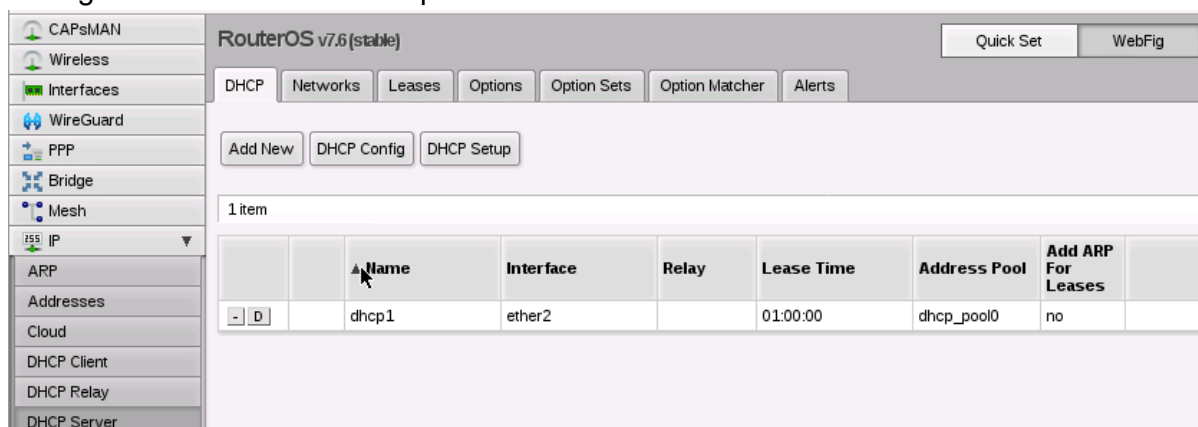 CAPsMAN
Wireless
Interfaces
WireGuard
PPP
Bridge
Mesh
IP
ARP
Addresses
Cloud
DHCP Client
DHCP Relay
DHCP Server
RouterOS v7.6 (stable)
Quick Set WebFig
DHCP Networks Leases Options Option Sets Option Matcher Alerts
Add New DHCP Config DHCP Setup
1 item
Name Interface Relay Lease Time Address Pool Add ARP For Leases
- D dhcp1 ether2 01:00:00 dhcp_pool0 no